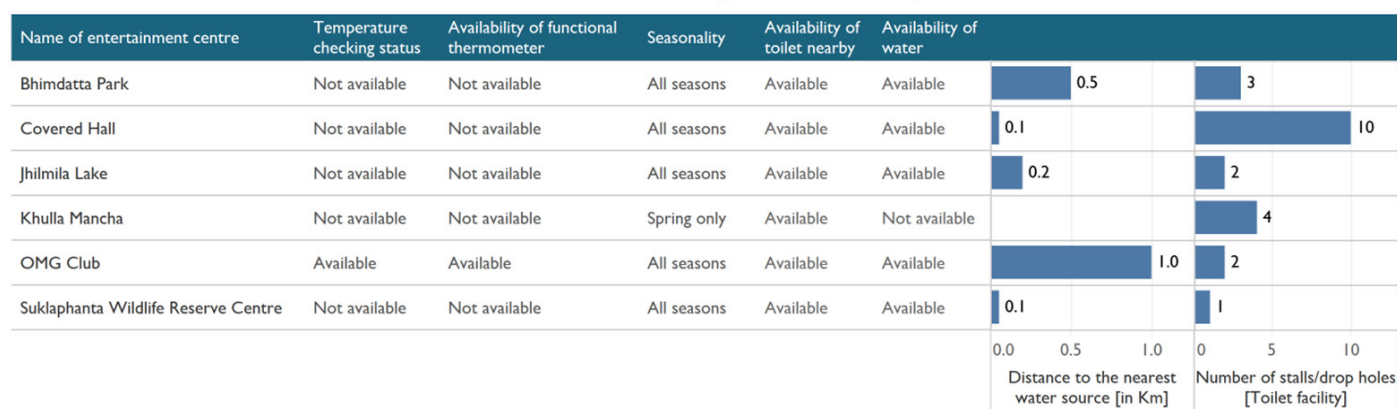 Name of entertainment centre Temperature checking status Availability of functional thermometer Seasonality Availability of toilet nearby Availability of water
Bhimdatta Park Not available Not available All seasons Available Available 0.5 3
Covered Hall Not available Not available All seasons Available Available 0.1 10
Jhilmila Lake Not available Not available All seasons Available Available 0.2 2
Khulla Mancha Not available Not available Spring only Available Not available 4
OMG Club Available Available All seasons Available Available 1.0 2
Suklaphanta Wildlife Reserve Centre Not available Not available All seasons Available Available 0.1 1
0.0 0.5 1.0 0 5 10
Distance to the nearest water source [in Km] Number of stalls/drop holes [Toilet facility]